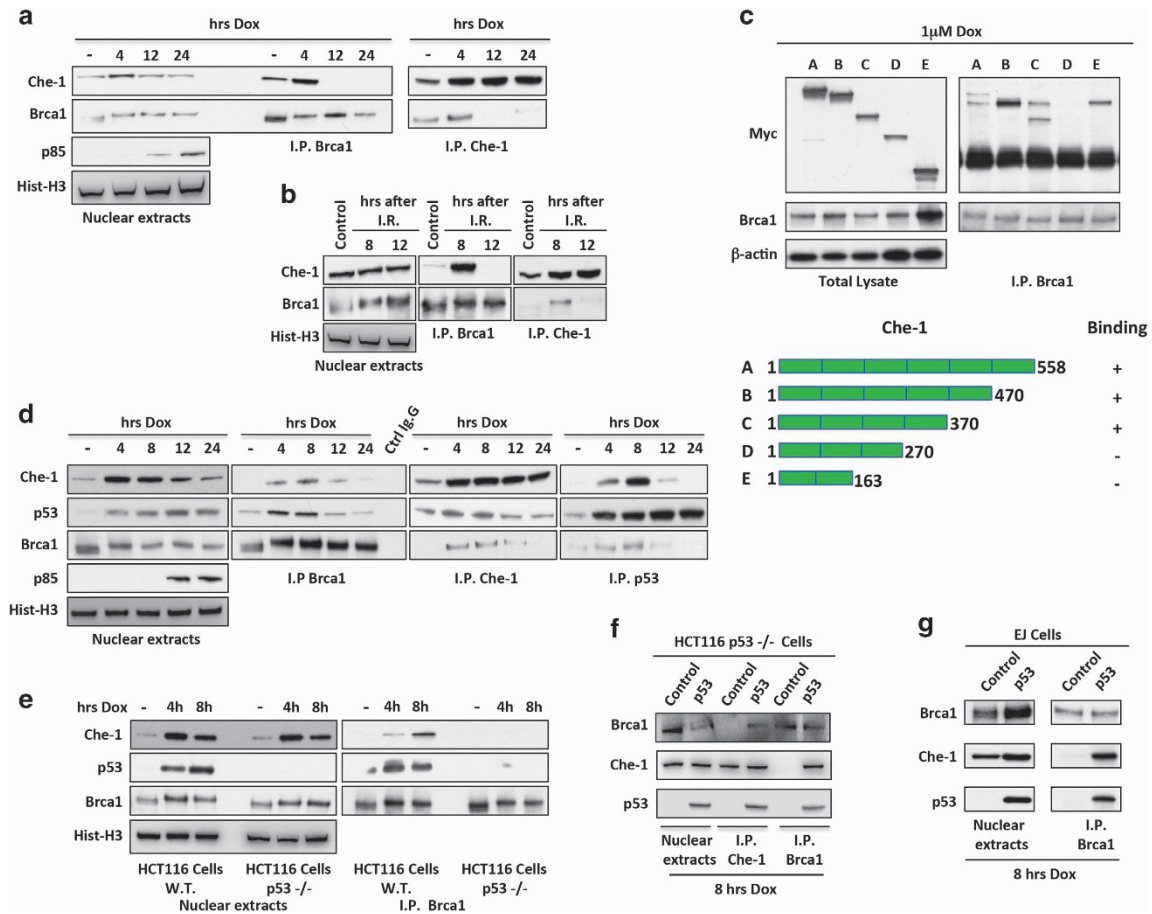 a
hrs Dox
hrs Dox
- 4 12 24 - 4 12 24 - 4 12 24
Che-1
Brca1
I.P. Brca1
I.P. Che-1
p85
Hist-H3
Nuclear extracts
b
Control
hrs after I.R.
8 12
Control
hrs after I.R.
8 12
Control
hrs after I.R.
8 12
Che-1
Brca1
I.P. Brca1
I.P. Che-1
Hist-H3
Nuclear extracts
c
1μM Dox
A B C D E A B C D E
Myc
Brca1
β-actin
Total Lysate
I.P. Brca1
Che-1 Binding
A 1 558 +
B 1 470 +
C 1 370 +
D 1 270 -
E 1 163 -
d
hrs Dox
hrs Dox
Ctrl Ig.G
hrs Dox
hrs Dox
- 4 8 12 24 - 4 8 12 24 - 4 8 12 24 - 4 8 12 24
Che-1
p53
Brca1
p85
I.P Brca1
I.P. Che-1
I.P. p53
Hist-H3
Nuclear extracts
e
hrs Dox - 4h 8h - 4h 8h - 4h 8h - 4h 8h
Che-1
p53
Brca1
Hist-H3
HCT116 Cells HCT116 Cells HCT116 Cells HCT116 Cells
W.T. p53 -/- W.T. p53 -/-
Nuclear extracts I.P. Brca1
f
HCT116 p53 -/- Cells
Control p53 Control p53 Control p53
Brca1
Che-1
p53
Nuclear extracts
I.P. Che-1
I.P. Brca1
8 hrs Dox
g
EJ Cells
Control p53 Control p53
Brca1
Che-1
p53
Nuclear extracts
I.P. Brca1
8 hrs Dox